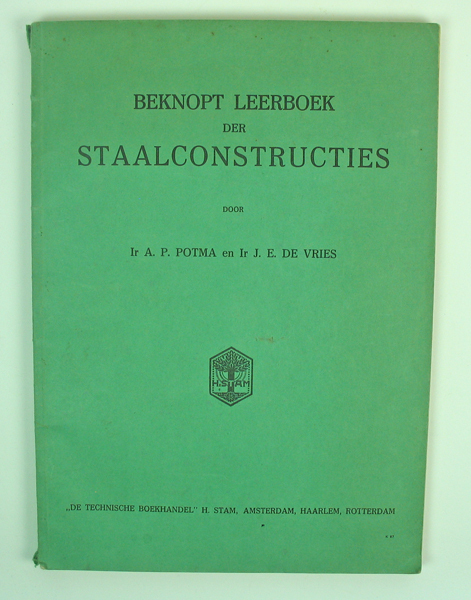 BEKNOPT LEERBOEK
DER
STAALCONSTRUCTIES
DOOR
Ir A. P. POTMA en Ir J. E. DE VRIES
H.STAM
„DE TECHNISCHE BOEKHANDEL" H. STAM, AMSTERDAM, HAARLEM, ROTTERDAM